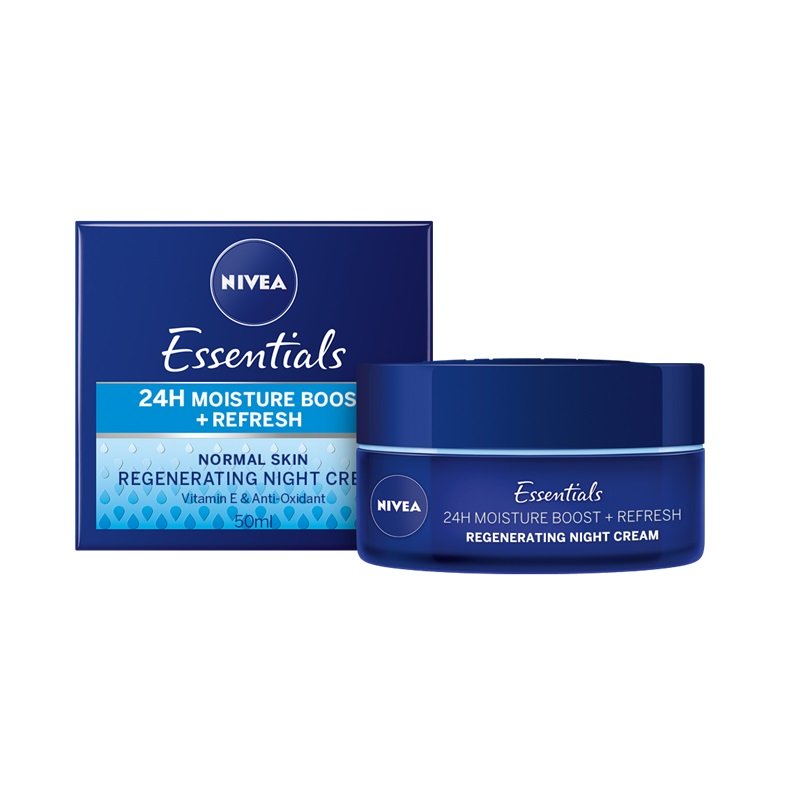 NIVEA
Essentials
24H MOISTURE BOOS
+ REFRESH
NORMAL SKIN
REGENERATING NIGHT CRE
Vitamin E & Anti-Oxidant
50ml
NIVEA
Essentials
24H MOISTURE BOOST + REFRESH
REGENERATING NIGHT CREAM